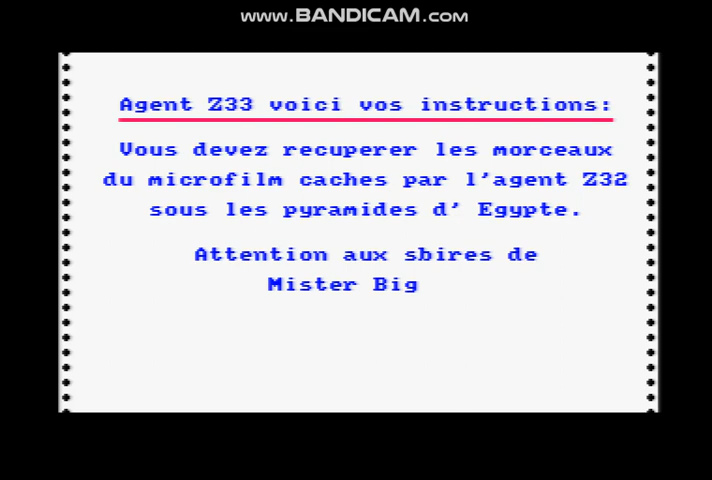 www.BANDICAM.com
Agent Z33 voici vos instructions:
Vous devez recuperer les morceaux
du microfilm caches par l'agent Z32
sous les pyramides d' Egypte.
Attention aux sbires de
Mister Big